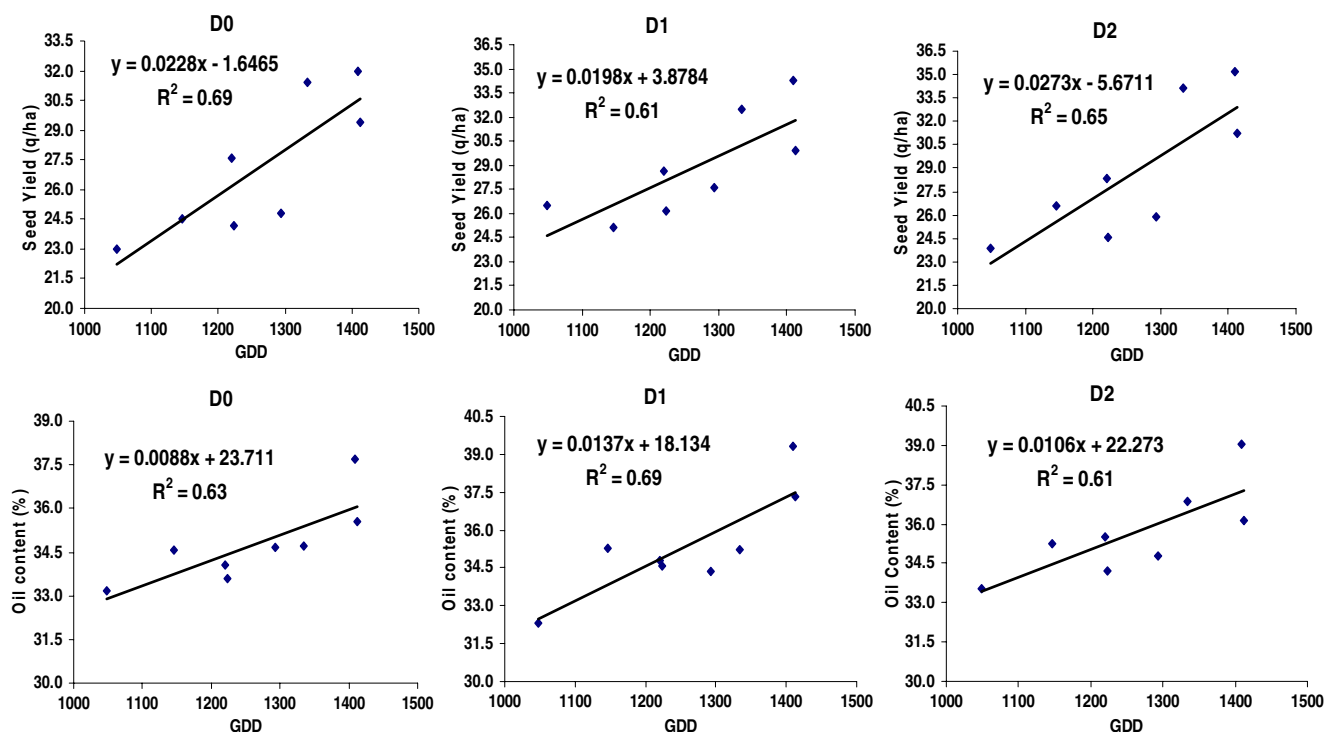 D0
y = 0.0228x - 1.6465
R² = 0.69
Seed Yield (q/ha)
33.5
32.0
30.5
29.0
27.5
26.0
24.5
23.0
21.5
20.0
1000 1100 1200 1300 1400 1500
GDD
D1
y = 0.0198x + 3.8784
R² = 0.61
Seed Yield (q/ha)
36.5
34.5
33.5
32.0
30.5
29.0
27.5
26.0
24.5
23.0
21.5
20.0
1000 1100 1200 1300 1400 1500
GDD
D2
y = 0.0273x - 5.6711
R² = 0.65
Seed Yield (q/ha)
36.5
35.0
33.5
32.0
30.5
29.0
27.5
26.0
24.5
23.0
21.5
20.0
1000 1100 1200 1300 1400 1500
GDD
D0
y = 0.0088x + 23.711
R² = 0.63
Oil content (%)
39.0
37.5
36.0
34.5
33.0
31.5
30.0
1000 1100 1200 1300 1400 1500
GDD
D1
y = 0.0137x + 18.134
R² = 0.69
Oil content (%)
40.5
39.0
37.5
36.0
34.5
33.0
31.5
30.0
1000 1100 1200 1300 1400 1500
GDD
D2
y = 0.0106x + 22.273
R² = 0.61
Oil Content (%)
40.5
39.0
37.5
36.0
34.5
33.0
31.5
30.0
1000 1100 1200 1300 1400 1500
GDD